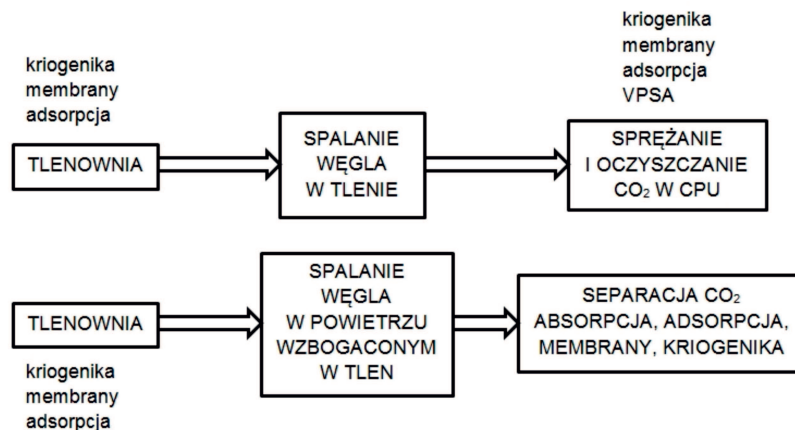 kriogenika
membrany
adsorpcja
TLENOWNIA
SPALANIE
WĘGLA
W TLENIE
kriogenika
membrany
adsorpcja
VPSA
SPRĘŻANIE
I OCZYSZCZANIE
CO₂ W CPU
TLENOWNIA
kriogenika
membrany
adsorpcja
SPALANIE
WĘGLA
W POWIETRZU
WZBOGACONYM
W TLEN
SEPARACJA CO₂
ABSORPCJA, ADSORPCJA,
MEMBRANY, KRIOGENIKA